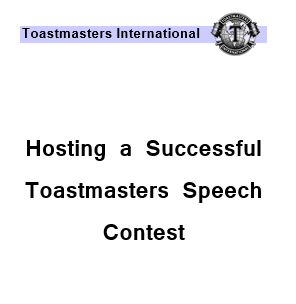 Toastmasters International
Hosting a Successful
Toastmasters Speech
Contest